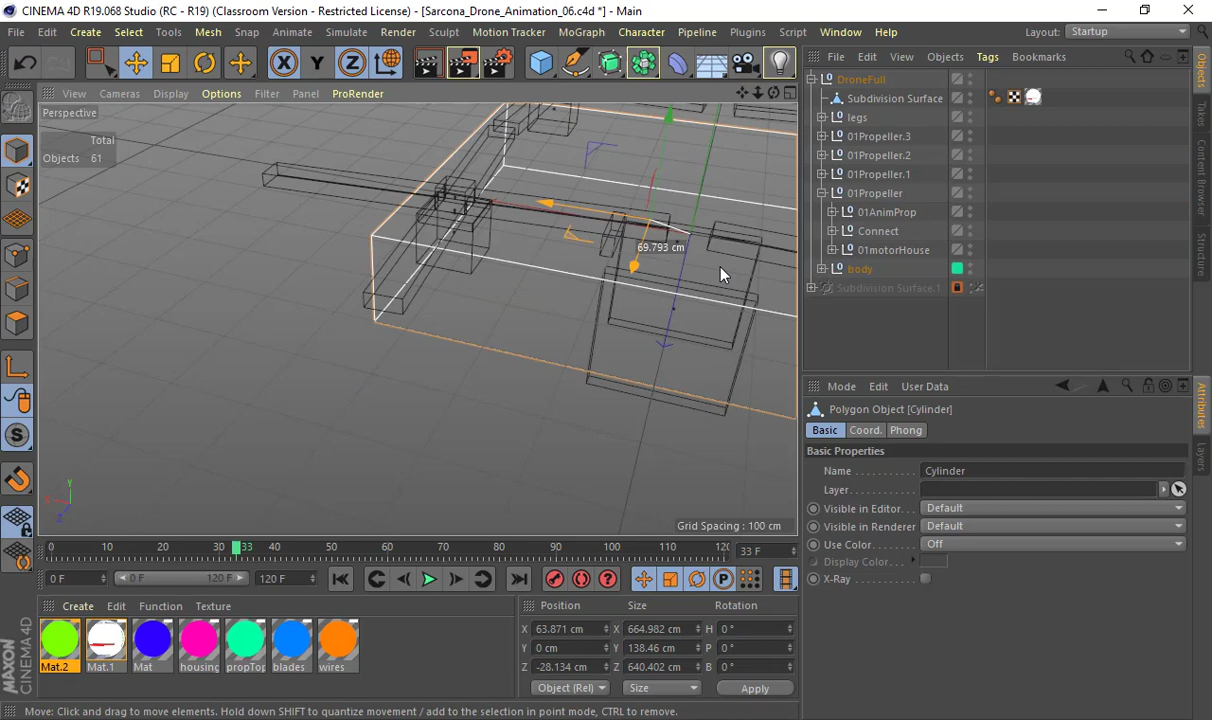 CINEMA 4D R19.068 Studio (RC - R19) (Classroom Version - Restricted License) - [Sarcona_Drone_Animation_06.c4d *] - Main
File Edit Create Select Tools Mesh Snap Animate Simulate Render Sculpt Motion Tracker MoGraph Character Pipeline Plugins Script Window Help Layout: Startup
File Edit View Objects Tags Bookmarks
View Cameras Display Options Filter Panel ProRender
Perspective
Total
Objects 61
69.793 cm
Grid Spacing : 100 cm
X Y Z
DroneFull
Subdivision Surface
legs
01Propeller.3
01Propeller.2
01Propeller.1
01Propeller
01AnimProp
Connect
01motorHouse
body
Subdivision Surface.1
Objects
Takes
Content Browser
Structure
Mode Edit User Data
Polygon Object [Cylinder]
Basic Coord. Phong
Basic Properties
Name Cylinder
Layer
Visible in Editor Default
Visible in Renderer Default
Use Color Off
Display Color
X-Ray
Attributes
Layers
0 10 20 30 33 40 50 60 70 80 90 100 110 120 33 F
0 F 0 F 120 F 120 F
Create Edit Function Texture
Mat.2 Mat.1 Mat housing propTop blades wires
Position Size Rotation
X 63.871 cm X 664.982 cm H 0 °
Y 0 cm Y 138.46 cm P 0 °
Z -28.134 cm Z 640.402 cm B 0 °
Object (Rel) Size Apply
MAXON CINEMA 4D
Move: Click and drag to move elements. Hold down SHIFT to quantize movement / add to the selection in point mode, CTRL to remove.